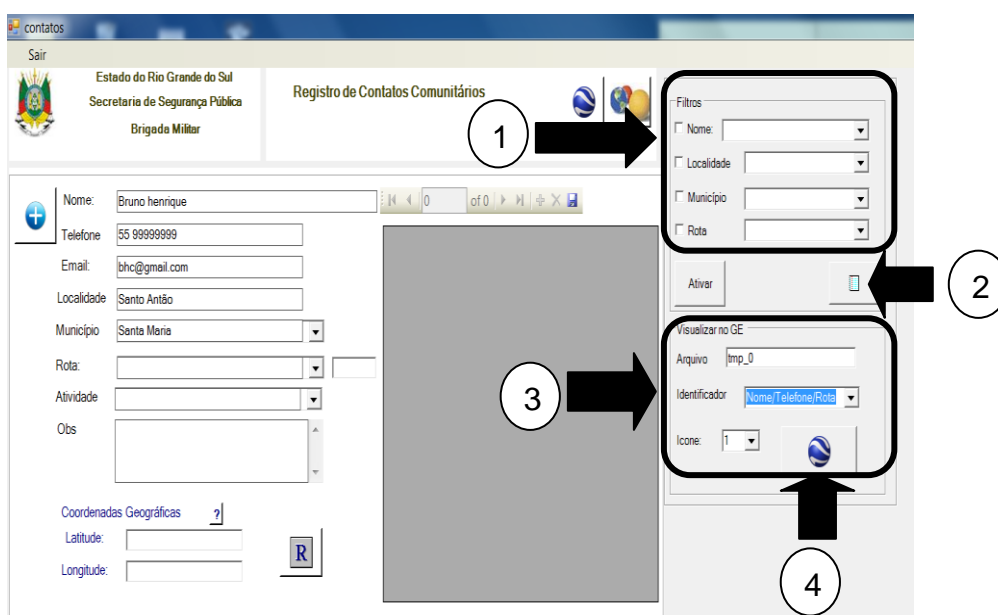 contatos
Sair
Estado do Rio Grande do Sul
Secretaria de Segurança Pública
Brigada Militar
Registro de Contatos Comunitários
1
Filtros
Nome:
Localidade
Município
Rota
Ativar
2
Nome: Bruno henrique
0 of 0
Telefone 55 99999999
Email: bhc@gmail.com
Localidade Santo Antão
Município Santa Maria
Rota:
Atividade
Obs
Coordenadas Geográficas ?
Latitude:
Longitude:
R
3
Visualizar no GE
Arquivo tmp_0
Identificador Nome/Telefone/Rota
Icone: 1
4